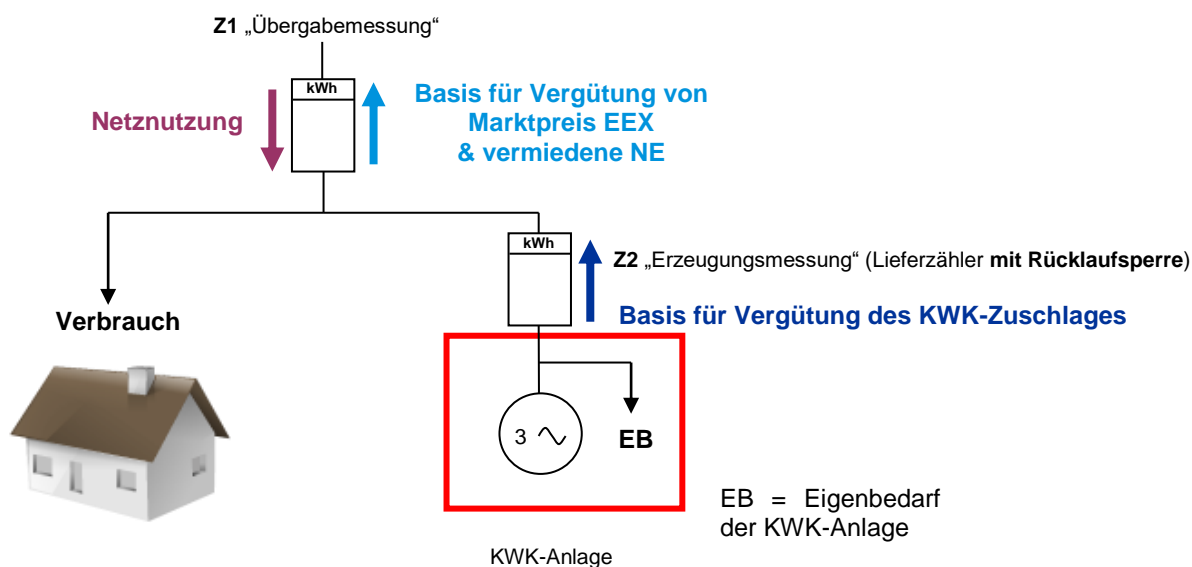 Z1 „Übergabemessung“
kWh
Netznutzung
Basis für Vergütung von
Marktpreis EEX
& vermiedene NE
kWh
Z2 „Erzeugungsmessung“ (Lieferzähler mit Rücklaufsperre)
Verbrauch
Basis für Vergütung des KWK-Zuschlages
3
EB
EB = Eigenbedarf
der KWK-Anlage
KWK-Anlage